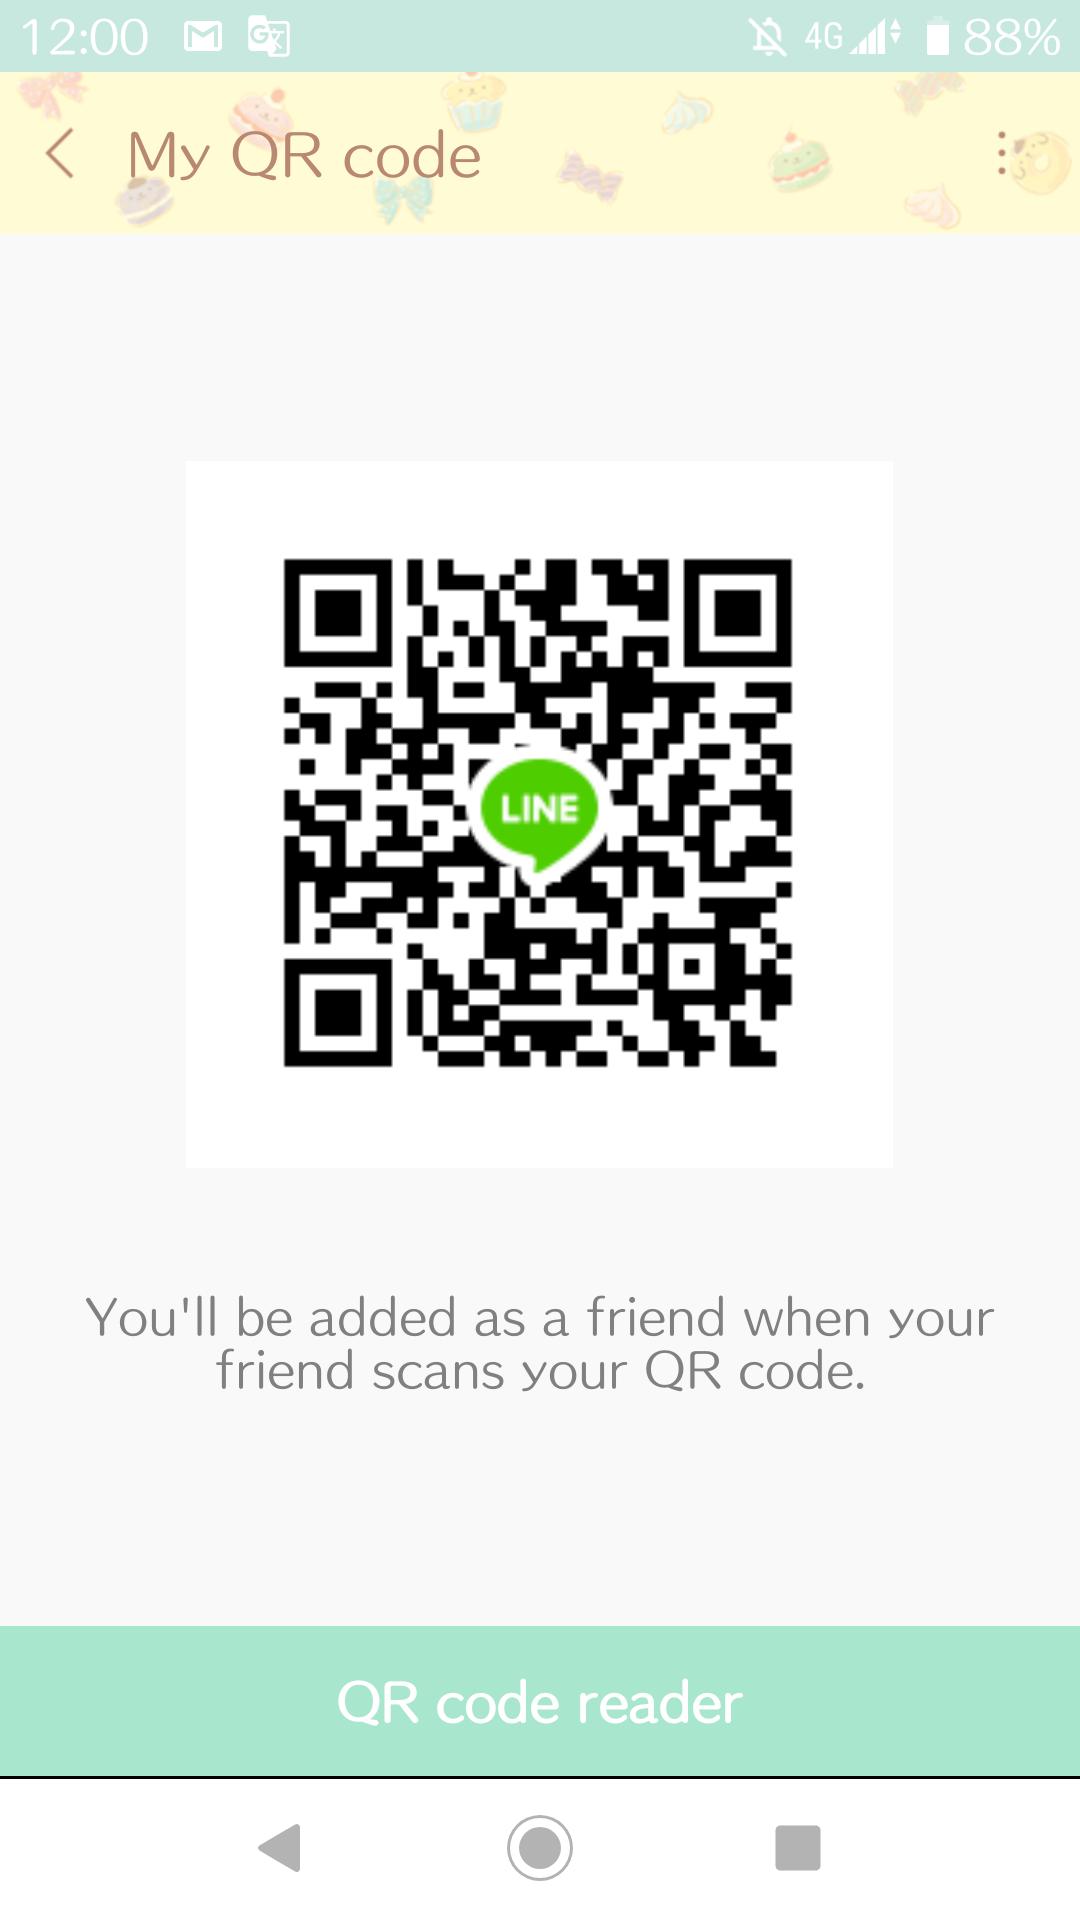 12:00 4G 88%
My QR code
LINE
You'll be added as a friend when your
friend scans your QR code.
QR code reader